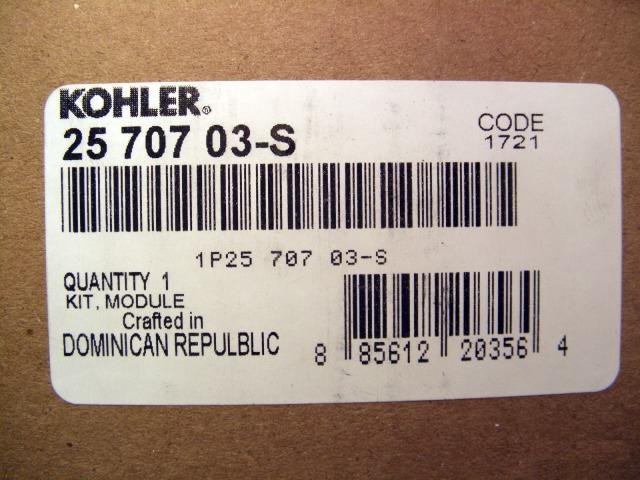 KOHLER®
25 707 03-S
CODE
1721
1P25 707 03-S
QUANTITY 1
KIT, MODULE
Crafted in
DOMINICAN REPULBLIC
8 85612 20356 4